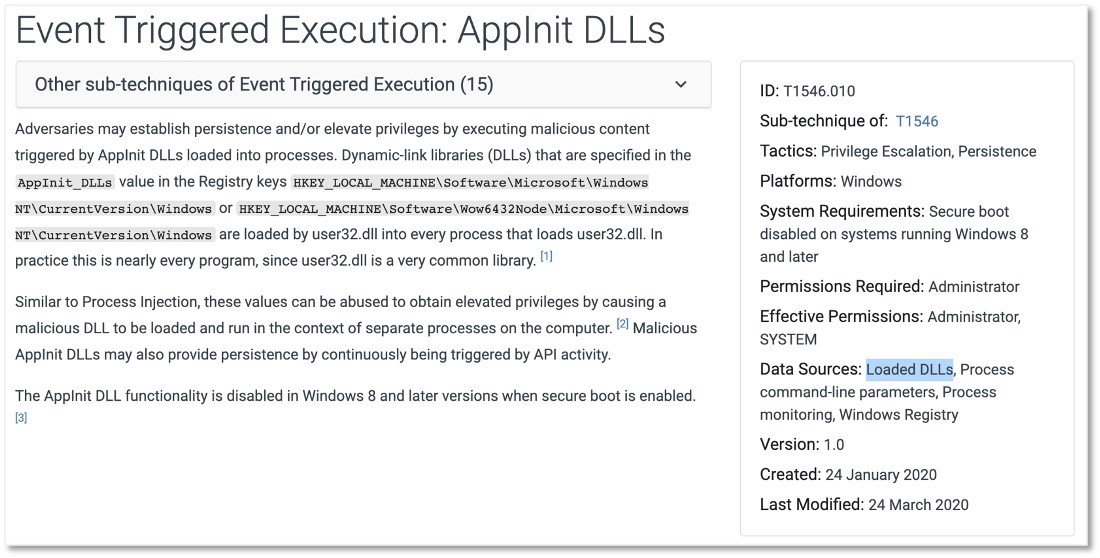 Event Triggered Execution: AppInit DLLs
Other sub-techniques of Event Triggered Execution (15)
Adversaries may establish persistence and/or elevate privileges by executing malicious content
triggered by AppInit DLLs loaded into processes. Dynamic-link libraries (DLLs) that are specified in the
AppInit_DLLs value in the Registry keys HKEY_LOCAL_MACHINE\Software\Microsoft\Windows
NT\CurrentVersion\Windows or HKEY_LOCAL_MACHINE\Software\Wow6432Node\Microsoft\Windows
NT\CurrentVersion\Windows are loaded by user32.dll into every process that loads user32.dll. In
practice this is nearly every program, since user32.dll is a very common library. [1]
Similar to Process Injection, these values can be abused to obtain elevated privileges by causing a
malicious DLL to be loaded and run in the context of separate processes on the computer. [2] Malicious
AppInit DLLs may also provide persistence by continuously being triggered by API activity.
The AppInit DLL functionality is disabled in Windows 8 and later versions when secure boot is enabled.
[3]
ID: T1546.010
Sub-technique of: T1546
Tactics: Privilege Escalation, Persistence
Platforms: Windows
System Requirements: Secure boot
disabled on systems running Windows 8
and later
Permissions Required: Administrator
Effective Permissions: Administrator,
SYSTEM
Data Sources: Loaded DLLs, Process
command-line parameters, Process
monitoring, Windows Registry
Version: 1.0
Created: 24 January 2020
Last Modified: 24 March 2020